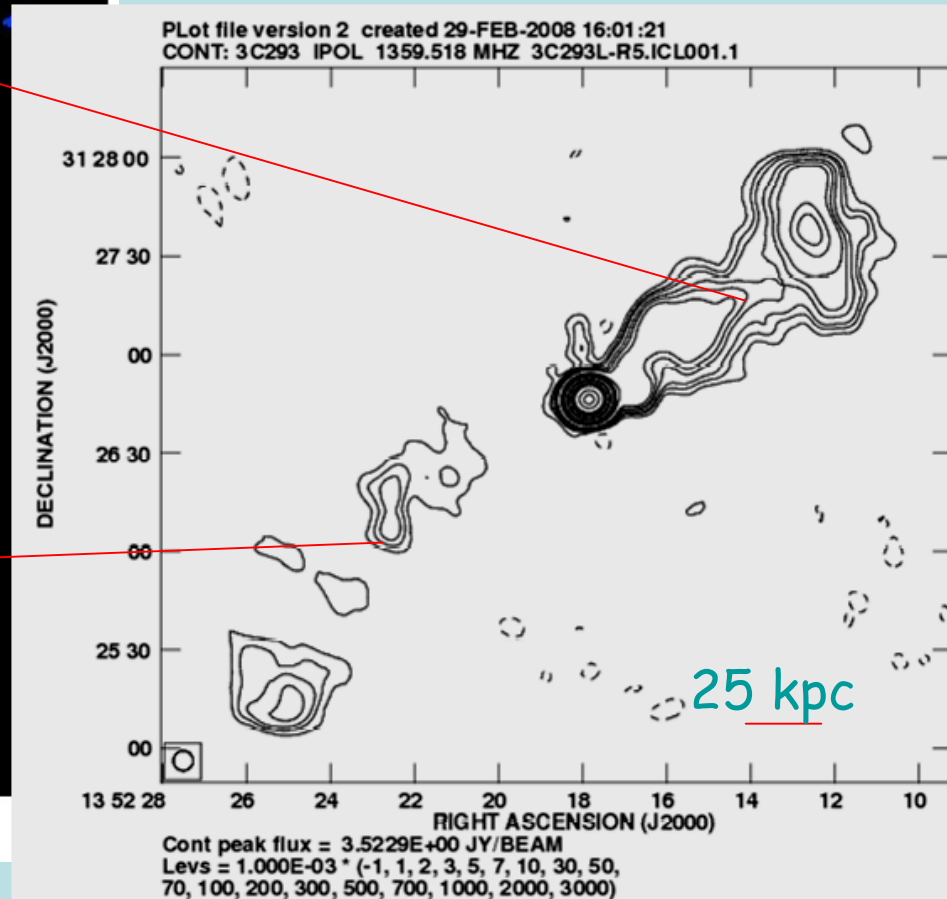 PLot file version 2 created 29-FEB-2008 16:01:21
CONT: 3C293 IPOL 1359.518 MHZ 3C293L-R5.ICL001.1
31 28 00
27 30
00
26 30
00
25 30
00
DECLINATION (J2000)
25 kpc
13 52 28 26 24 22 20 18 16 14 12 10
RIGHT ASCENSION (J2000)
Cont peak flux = 3.5229E+00 JY/BEAM
Levs = 1.000E-03 * (-1, 1, 2, 3, 5, 7, 10, 30, 50,
70, 100, 200, 300, 500, 700, 1000, 2000, 3000)